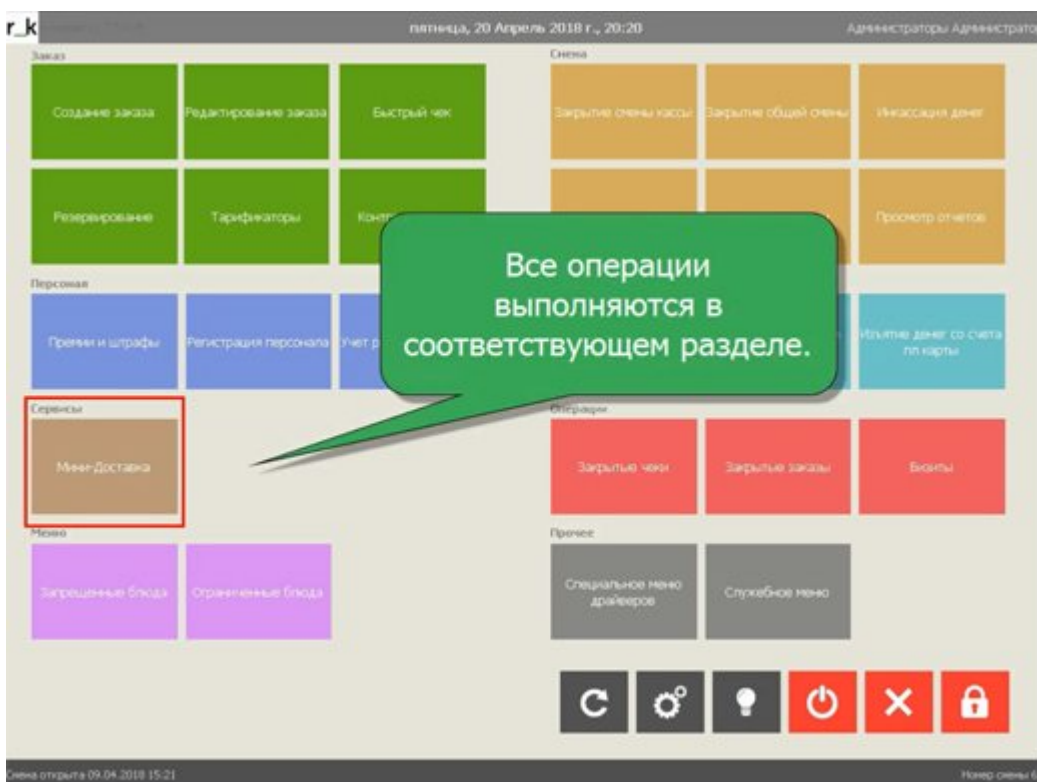 r_k
пятница, 20 Апрель 2018 г., 20:20
Администраторы Администрато
Заказ
Создание заказа
Редактирование заказа
Быстрый чек
Резервирование
Тарификаторы
Смена
Закрытие смены кассы
Закрытие общей смены
Инкассация денег
Просмотр отчетов
Все операции
выполняются в
соответствующем разделе.
Персонал
Премии и штрафы
Регистрация персонала
Учет
Изъятие денег со счета
пл карты
Сервисы
Мини-Доставка
Операции
Закрытые чеки
Закрытые заказы
Визиты
Меню
Запрещенные блюда
Ограниченные блюда
Прочее
Специальное меню
драйверов
Служебное меню
Смена открыта 09.04.2018 15:21
Номер смены 6